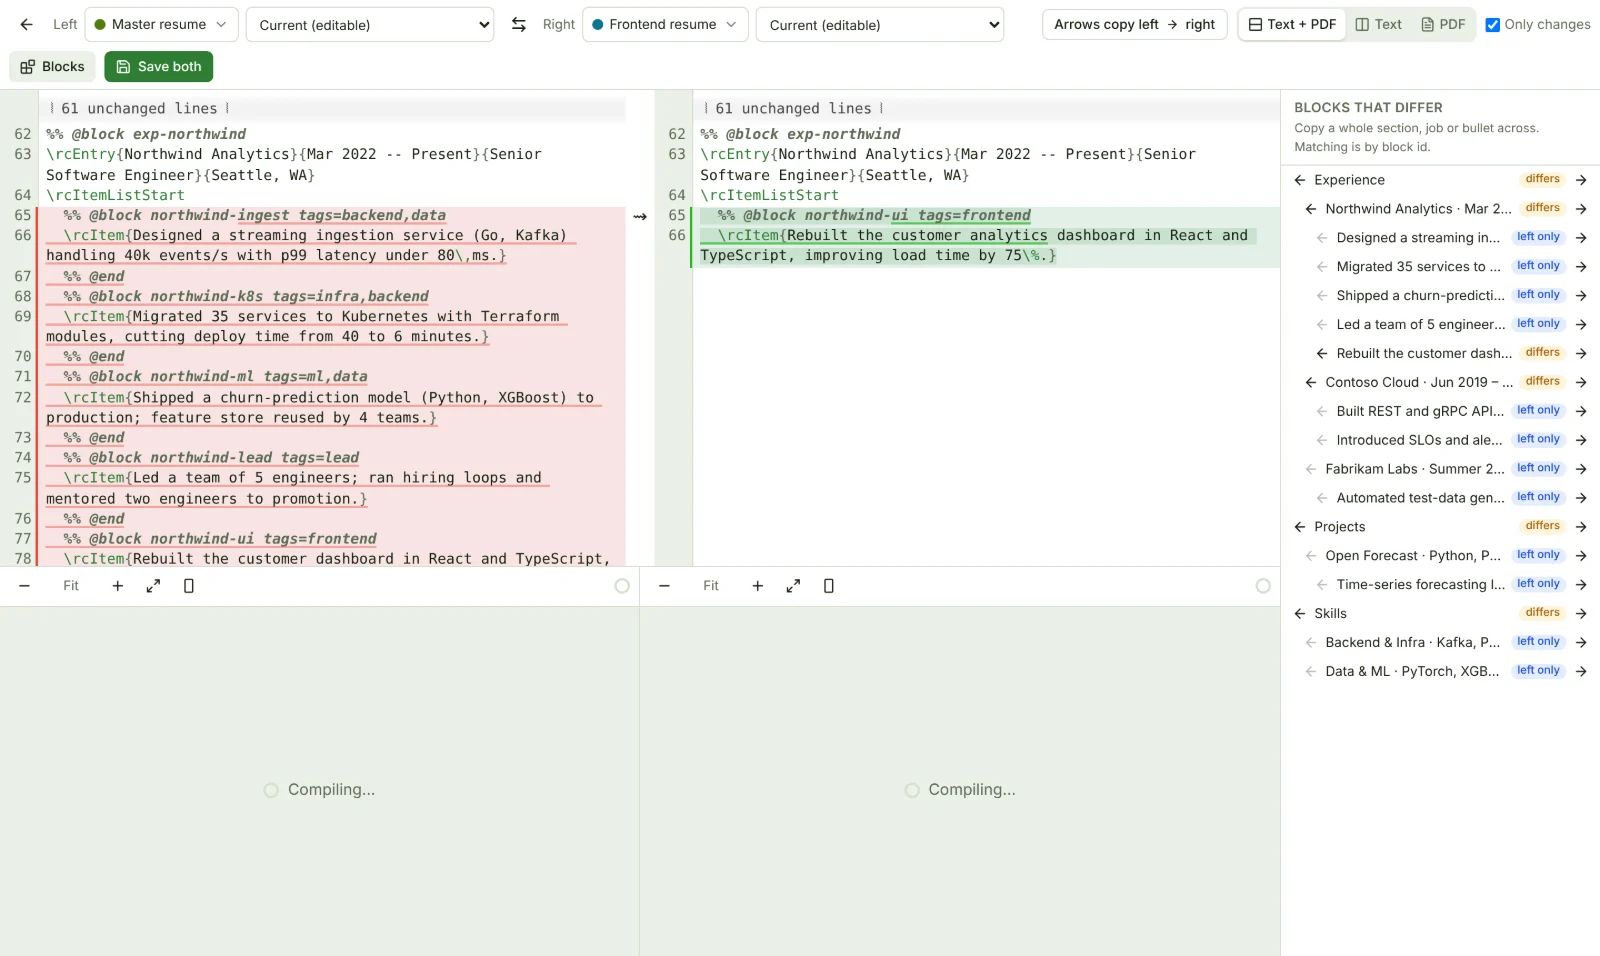 Left Master resume Current (editable) Right Frontend resume Current (editable) Arrows copy left → right Text + PDF Text PDF Only changes
Blocks Save both
61 unchanged lines
62 %% @block exp-northwind
63 \rcEntry{Northwind Analytics}{Mar 2022 -- Present}{Senior
Software Engineer}{Seattle, WA}
64 \rcItemListStart
65 %% @block northwind-ingest tags=backend,data
66 \rcItem{Designed a streaming ingestion service (Go, Kafka)
handling 40k events/s with p99 latency under 80\,ms.}
67 %% @end
68 %% @block northwind-k8s tags=infra,backend
69 \rcItem{Migrated 35 services to Kubernetes with Terraform
modules, cutting deploy time from 40 to 6 minutes.}
70 %% @end
71 %% @block northwind-ml tags=ml,data
72 \rcItem{Shipped a churn-prediction model (Python, XGBoost) to
production; feature store reused by 4 teams.}
73 %% @end
74 %% @block northwind-lead tags=lead
75 \rcItem{Led a team of 5 engineers; ran hiring loops and
mentored two engineers to promotion.}
76 %% @end
77 %% @block northwind-ui tags=frontend
78 \rcItem{Rebuilt the customer dashboard in React and TypeScript,
61 unchanged lines
62 %% @block exp-northwind
63 \rcEntry{Northwind Analytics}{Mar 2022 -- Present}{Senior
Software Engineer}{Seattle, WA}
64 \rcItemListStart
65 %% @block northwind-ui tags=frontend
66 \rcItem{Rebuilt the customer analytics dashboard in React and
TypeScript, improving load time by 75\%.}
BLOCKS THAT DIFFER
Copy a whole section, job or bullet across.
Matching is by block id.
← Experience differs →
← Northwind Analytics · Mar 2... differs →
← Designed a streaming in... left only →
← Migrated 35 services to ... left only →
← Shipped a churn-predicti... left only →
← Led a team of 5 engineer... left only →
← Rebuilt the customer dash... differs →
← Contoso Cloud · Jun 2019 – ... differs →
← Built REST and gRPC API... left only →
← Introduced SLOs and ale... left only →
← Fabrikam Labs · Summer 2... left only →
← Automated test-data gen... left only →
← Projects differs →
← Open Forecast · Python, P... left only →
← Time-series forecasting l... left only →
← Skills differs →
← Backend & Infra · Kafka, P... left only →
← Data & ML · PyTorch, XGB... left only →
− Fit +
− Fit +
Compiling...
Compiling...